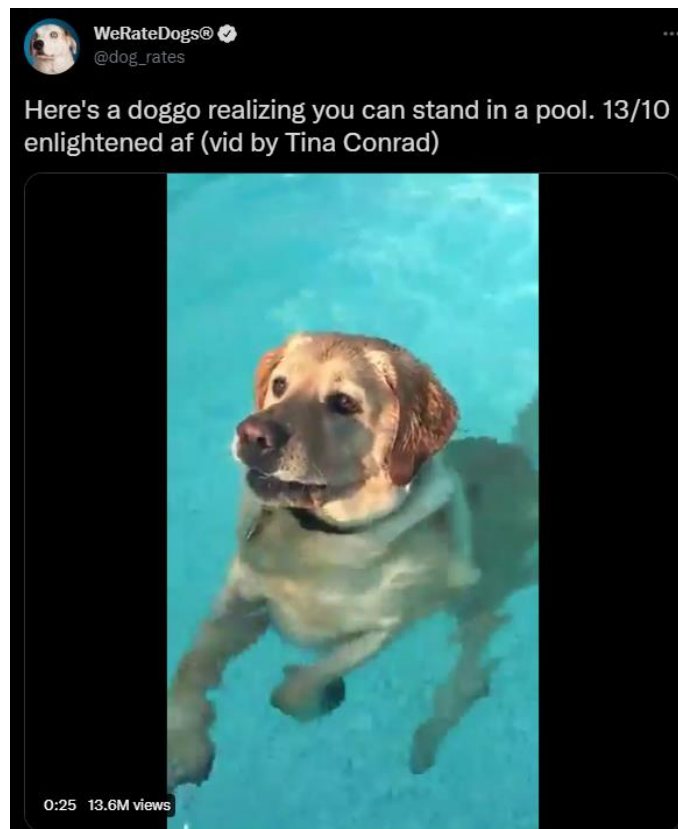 WeRateDogs®
@dog_rates
Here's a doggo realizing you can stand in a pool. 13/10
enlightened af (vid by Tina Conrad)
0:25 13.6M views